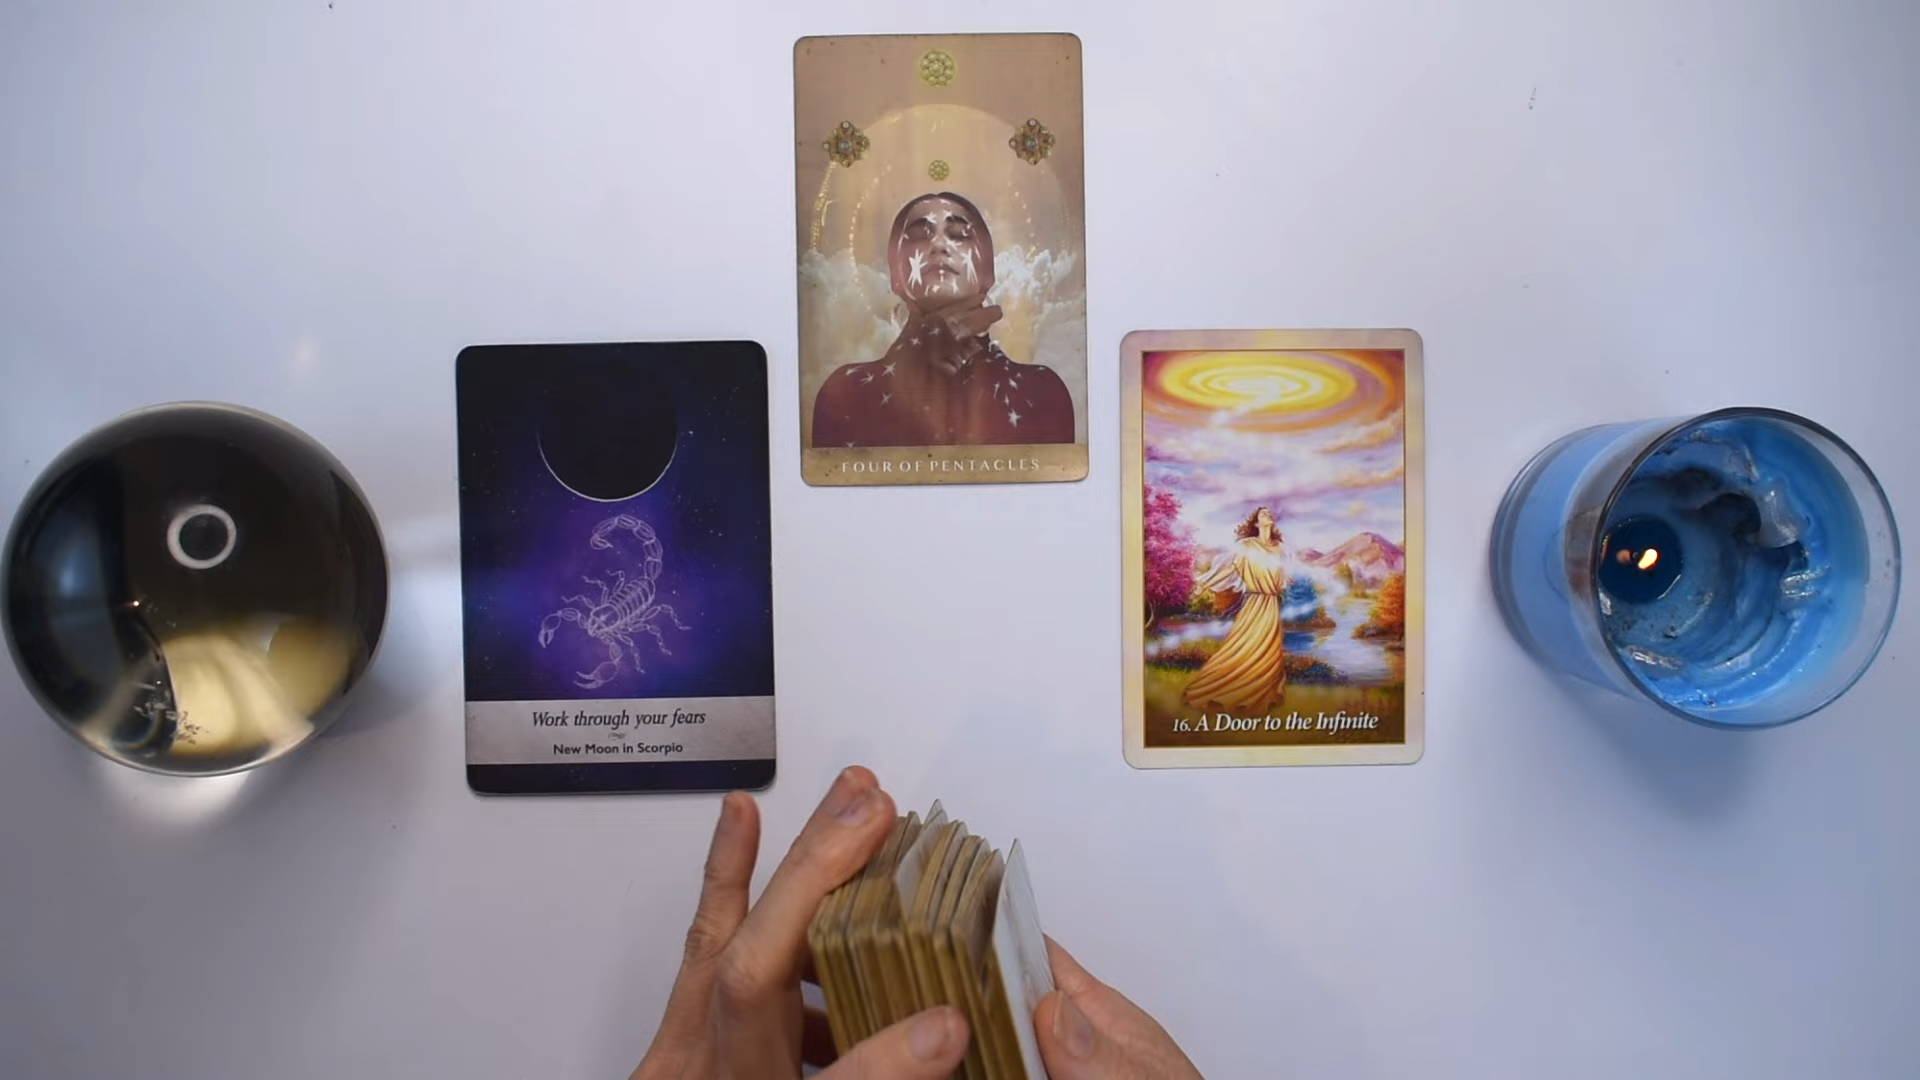 FOUR OF PENTACLES
Work through your fears
New Moon in Scorpio
16. A Door to the Infinite